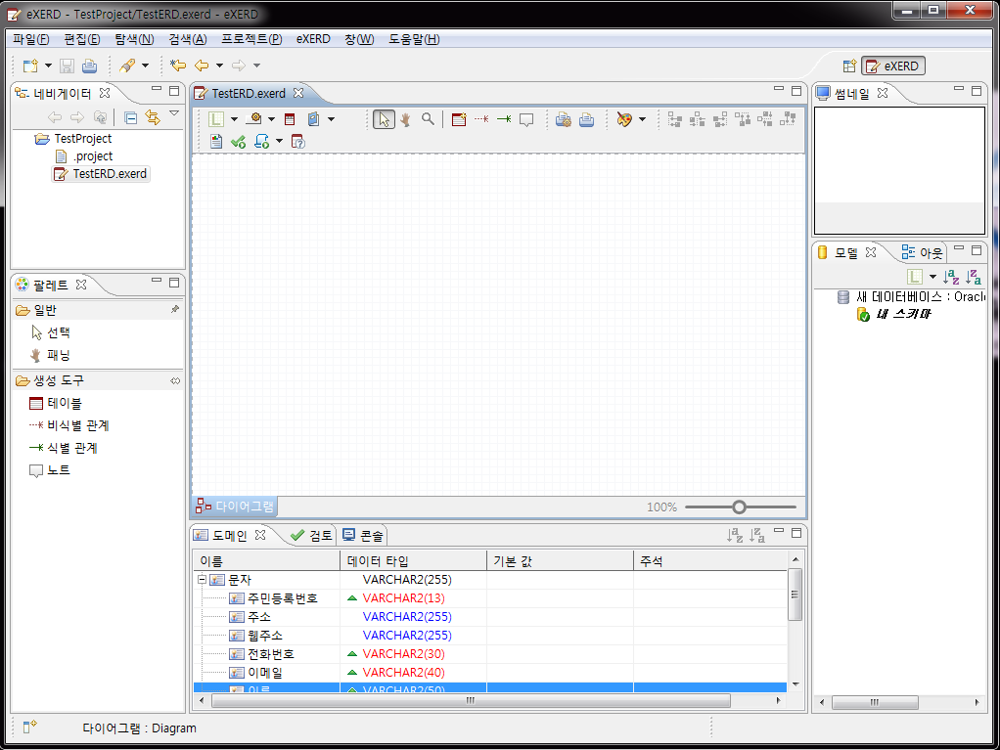 eXERD - TestProject/TestERD.exerd - eXERD
파일(F) 편집(E) 탐색(N) 검색(A) 프로젝트(P) eXERD 창(W) 도움말(H)
eXERD
네비게이터
TestProject
.project
TestERD.exerd
팔레트
일반
선택
패닝
생성 도구
테이블
비식별 관계
식별 관계
노트
TestERD.exerd
L
다이어그램
100%
도메인 검토 콘솔
이름 데이터 타입 기본 값 주석
문자 VARCHAR2(255)
주민등록번호 VARCHAR2(13)
주소 VARCHAR2(255)
웹주소 VARCHAR2(255)
전화번호 VARCHAR2(30)
이메일 VARCHAR2(40)
이름 VARCHAR2(50)
썸네일
모델 아웃
L
새 데이터베이스 : Oracl
내 스키마
다이어그램 : Diagram